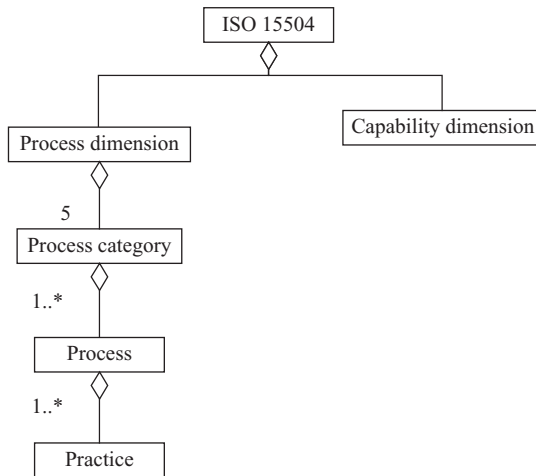 ISO 15504
Process dimension
Capability dimension
5
Process category
1..*
Process
1..*
Practice